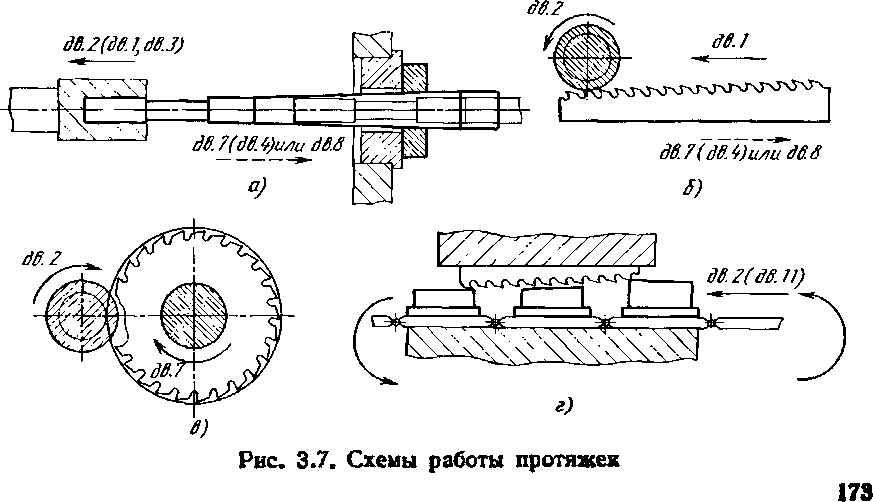 дв.2(дв.1, дв.3)
дв.7(дв.4)или дв.8
а)
дв.2
дв.1
дв.7(дв.4)или дв.8
б)
дв.2
дв.7
в)
дв.2(дв.11)
г)
Рис. 3.7. Схемы работы протяжек
173